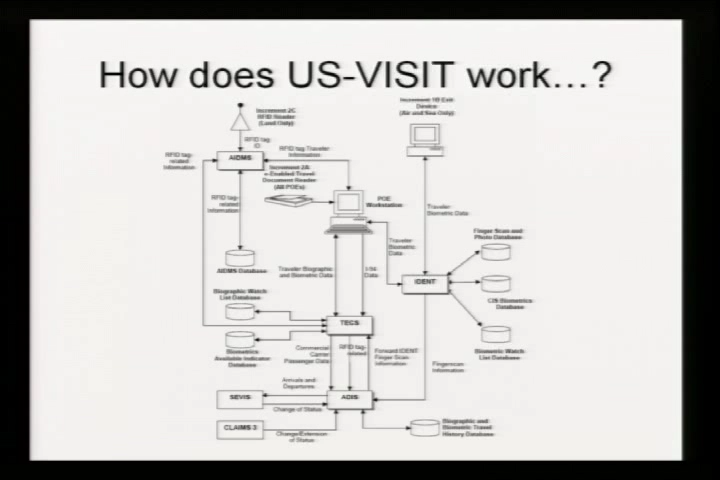 How does US-VISIT work...?
Increment 2C
RFID Reader
(Land Only)
Increment 1B Exit
Device
(Air and Sea Only)
RFID tag
ID
RFID tag-
related
Information
AIDMS
RFID tag-Traveler
Information
Increment 2A
e-Enabled Travel
Document Reader
(All POEs)
POE
Workstation
RFID tag-
related
Information
Traveler
Biometric Data
Finger Scan and
Photo Database
Traveler
Biometric
Data
AIDMS Database
Traveler Biographic
and Biometric Data
I-94
Data
IDENT
CIS Biometrics
Database
Biographic Watch
List Database
TECS
Biometric Watch
List Database
Biometrics
Available Indicator
Database
Commercial
Carrier
Passenger Data
RFID tag-
related
Forward IDENT
Finger Scan
Information
Fingerscan
Information
Arrivals and
Departures
SEVIS
ADIS
Change of Status
CLAIMS 3
Change/Extension
of Status
Biographic and
Biometric Travel
History Database